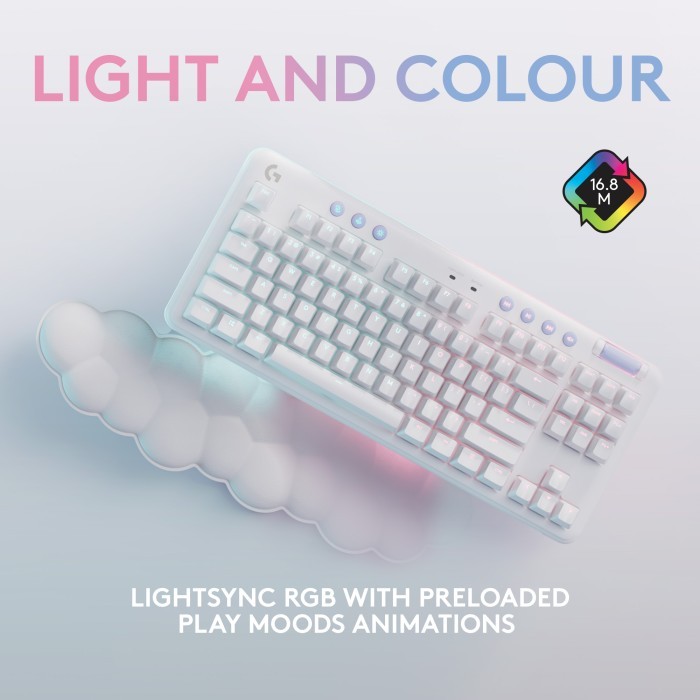 LIGHT AND COLOUR
16.8
M
LIGHTSYNC RGB WITH PRELOADED
PLAY MOODS ANIMATIONS